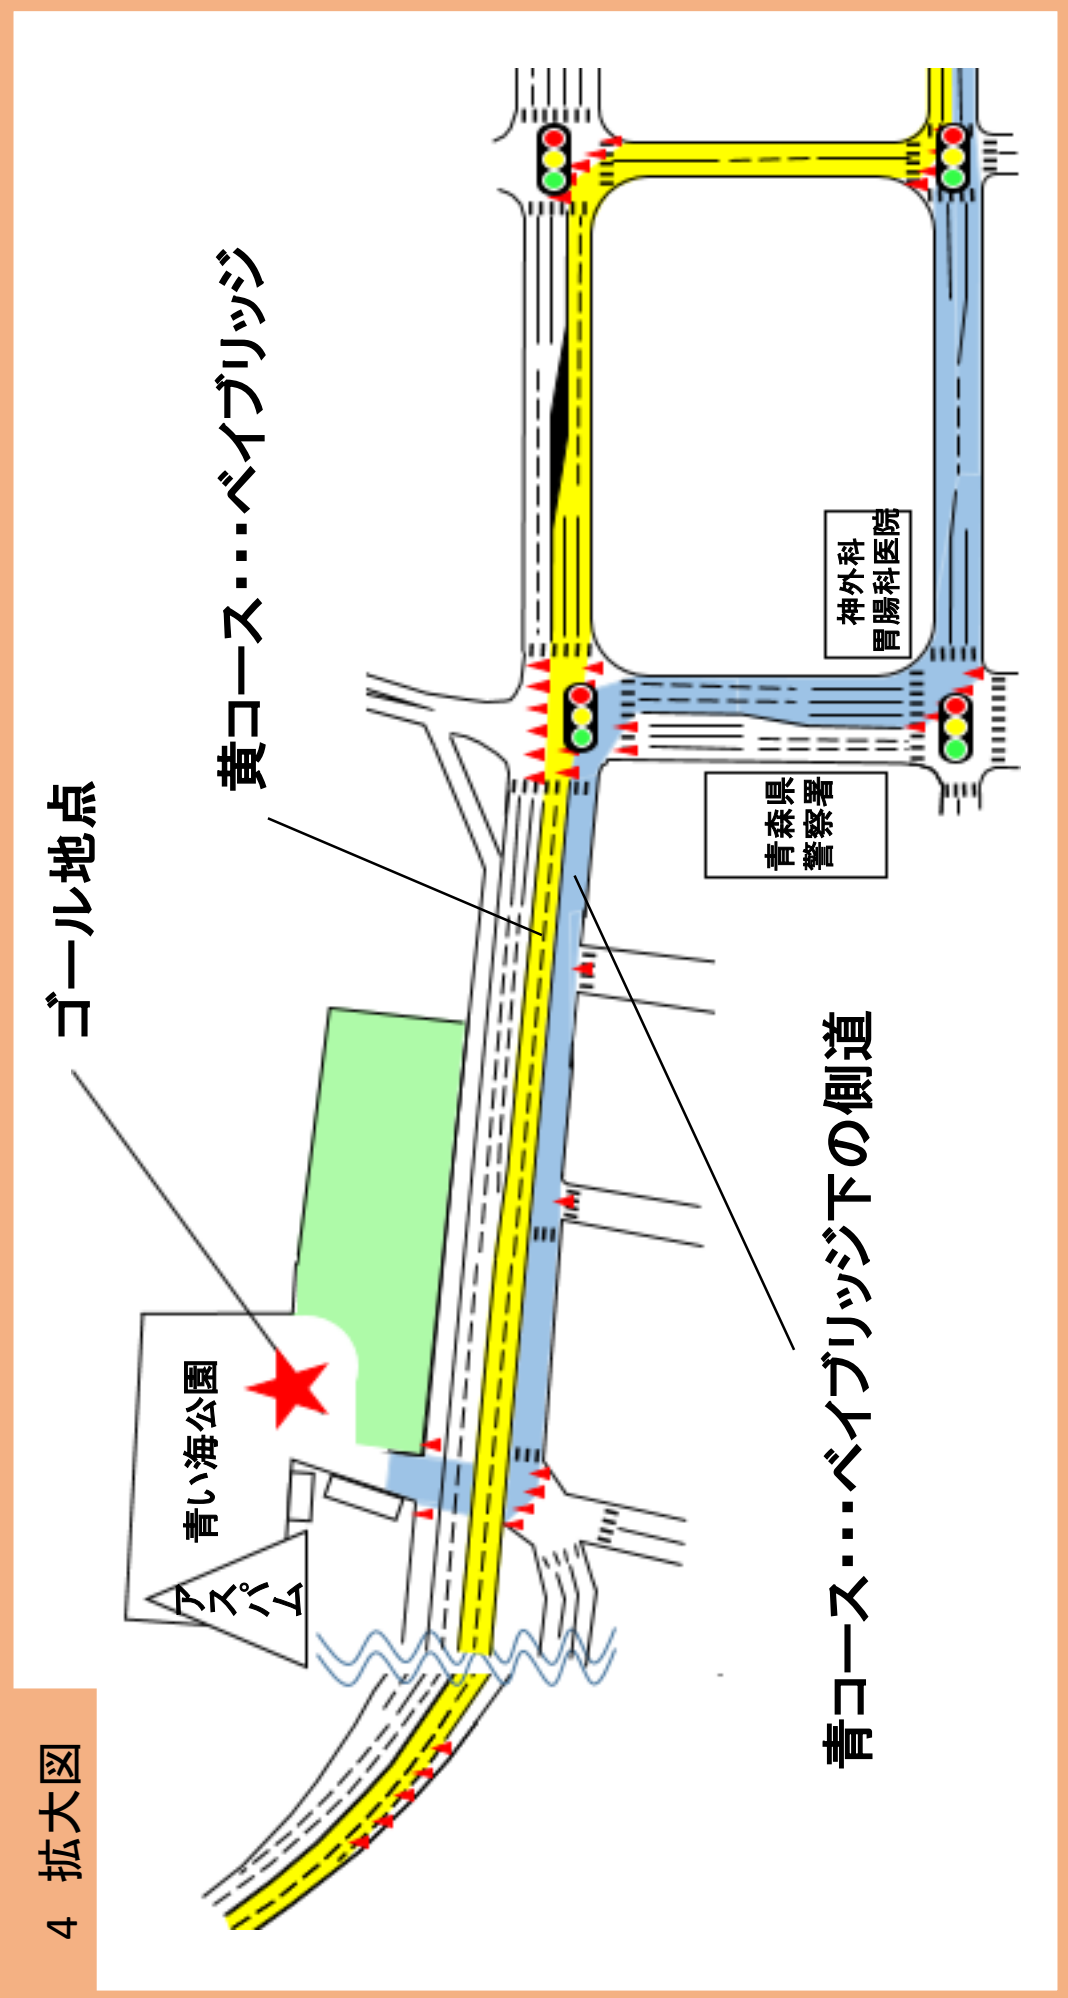 4 拡大図
ゴール地点
黄コース・・・ベイブリッジ
青い海公園
アスパム
神外科
胃腸科医院
青森県
警察署
青コース・・・ベイブリッジ下の側道